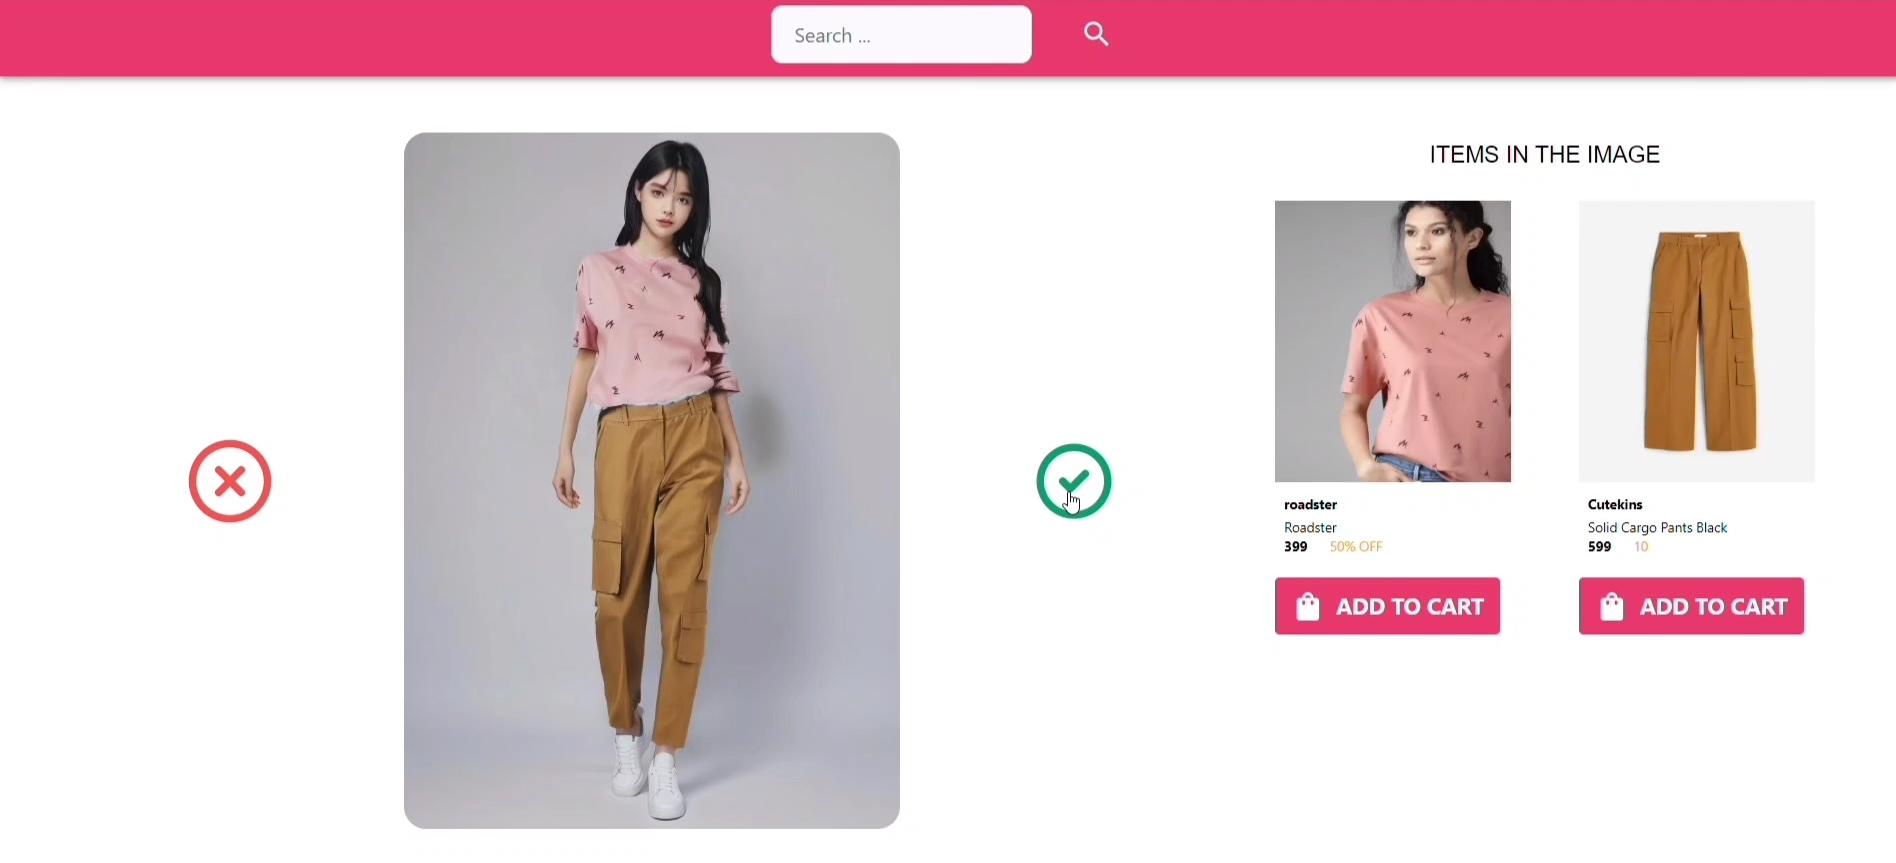 Search ...
ITEMS IN THE IMAGE
roadster
Roadster
399 50% OFF
ADD TO CART
Cutekins
Solid Cargo Pants Black
599 10
ADD TO CART